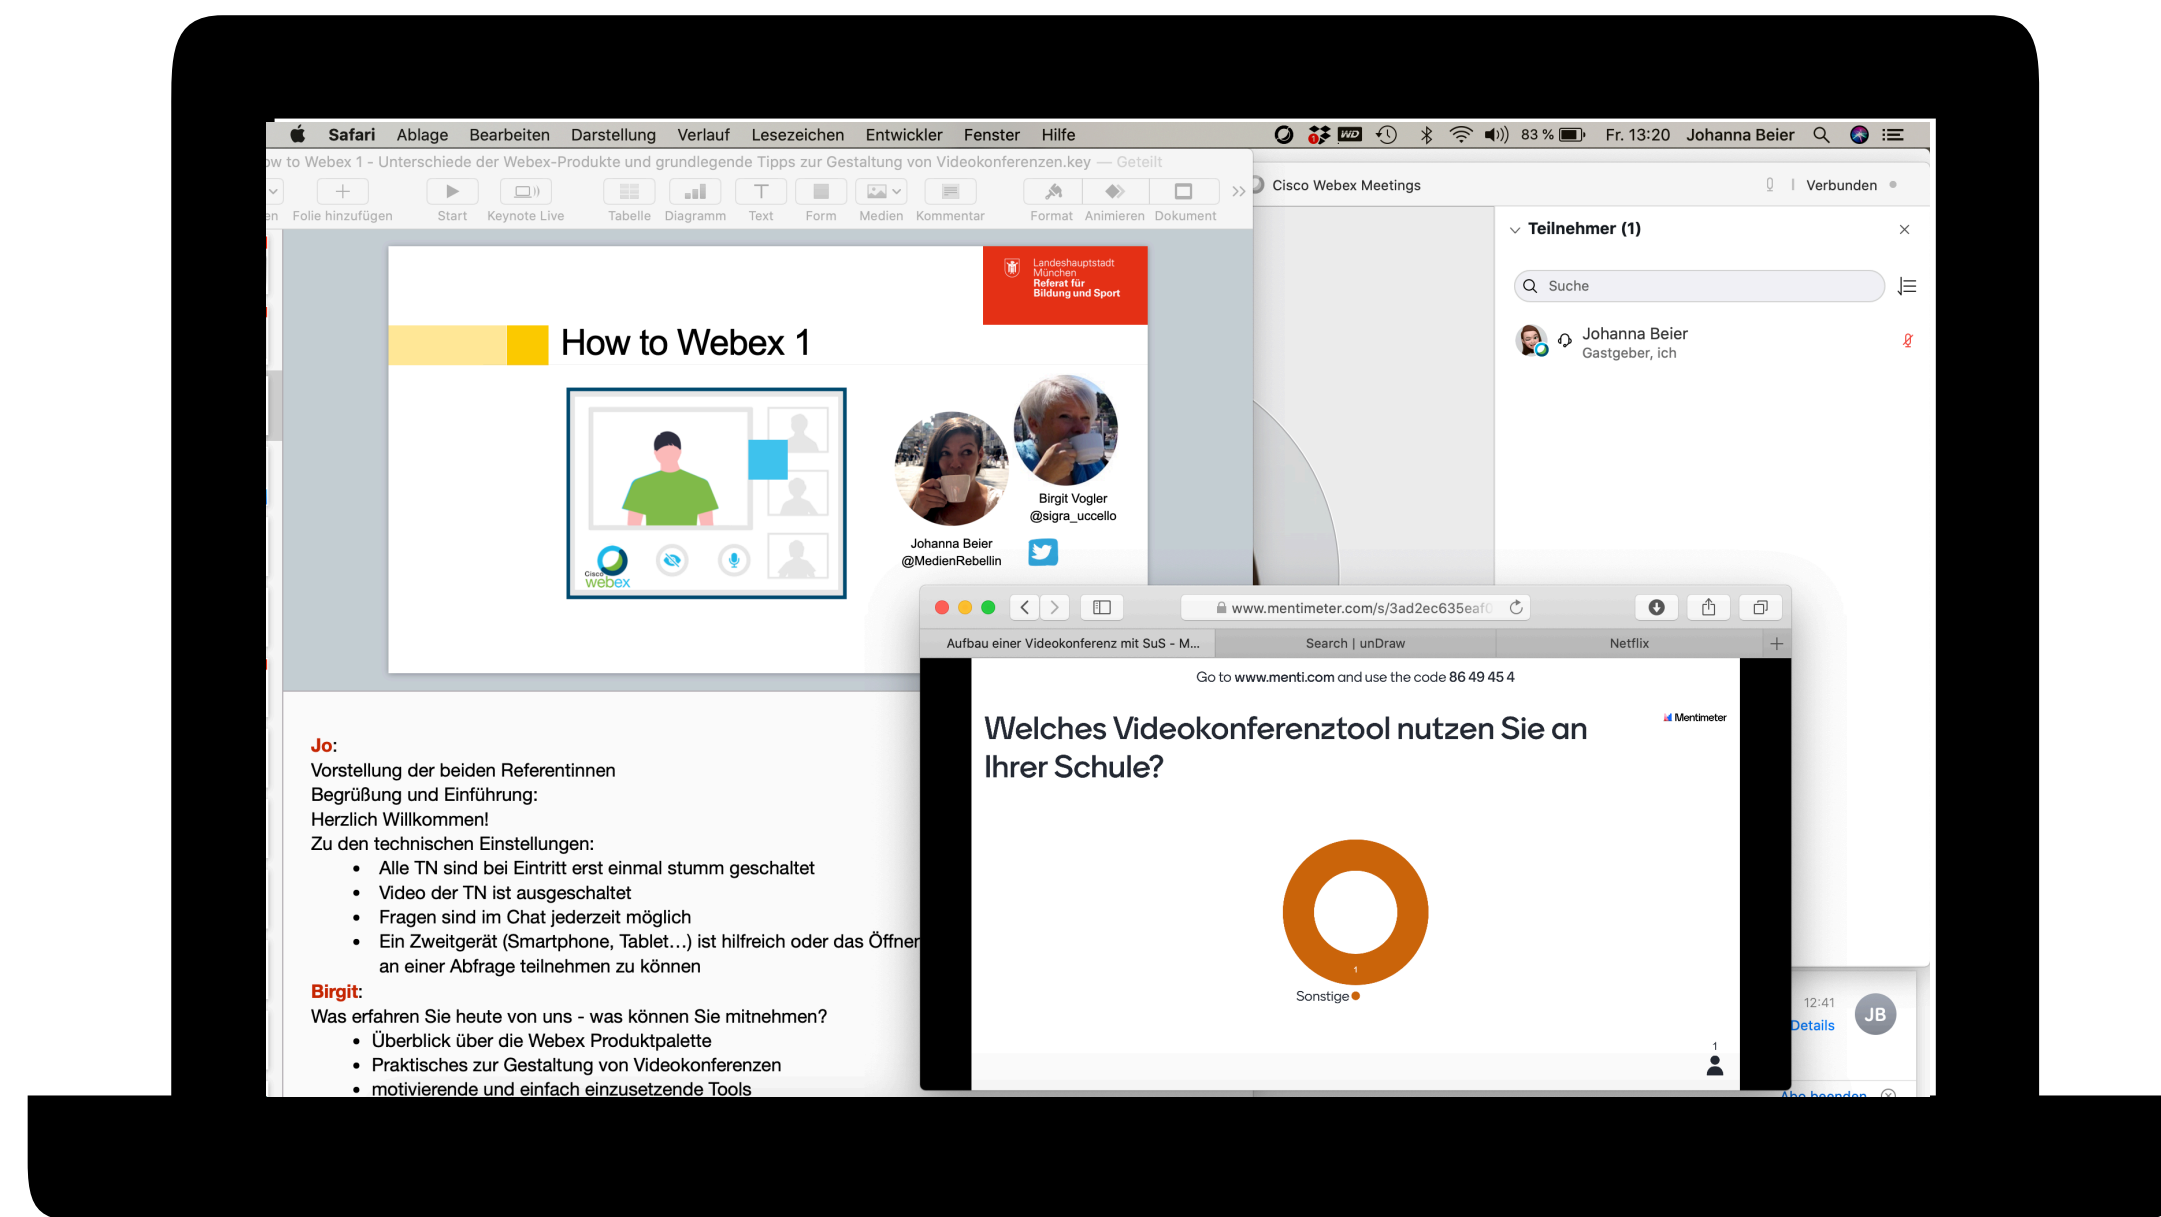 Safari Ablage Bearbeiten Darstellung Verlauf Lesezeichen Entwickler Fenster Hilfe
WD 83 % Fr. 13:20 Johanna Beier
ow to Webex 1 - Unterschiede der Webex-Produkte und grundlegende Tipps zur Gestaltung von Videokonferenzen.key — Geteilt
en Folie hinzufügen Start Keynote Live Tabelle Diagramm Text Form Medien Kommentar Format Animieren Dokument
Landeshauptstadt
München
Referat für
Bildung und Sport
How to Webex 1
Cisco
webex
Birgit Vogler
@sigra_uccello
Johanna Beier
@MedienRebellin
Jo:
Vorstellung der beiden Referentinnen
Begrüßung und Einführung:
Herzlich Willkommen!
Zu den technischen Einstellungen:
• Alle TN sind bei Eintritt erst einmal stumm geschaltet
• Video der TN ist ausgeschaltet
• Fragen sind im Chat jederzeit möglich
• Ein Zweitgerät (Smartphone, Tablet…) ist hilfreich oder das Öffner
an einer Abfrage teilnehmen zu können
Birgit:
Was erfahren Sie heute von uns - was können Sie mitnehmen?
• Überblick über die Webex Produktpalette
• Praktisches zur Gestaltung von Videokonferenzen
• motivierende und einfach einzusetzende Tools
Cisco Webex Meetings
Verbunden
Teilnehmer (1)
Suche
Johanna Beier
Gastgeber, ich
www.mentimeter.com/s/3ad2ec635eaf0
Aufbau einer Videokonferenz mit SuS - M... Search | unDraw Netflix
Go to www.menti.com and use the code 86 49 45 4
Welches Videokonferenztool nutzen Sie an
Ihrer Schule?
Mentimeter
1
Sonstige
1
12:41
JB
Details
Abo beenden